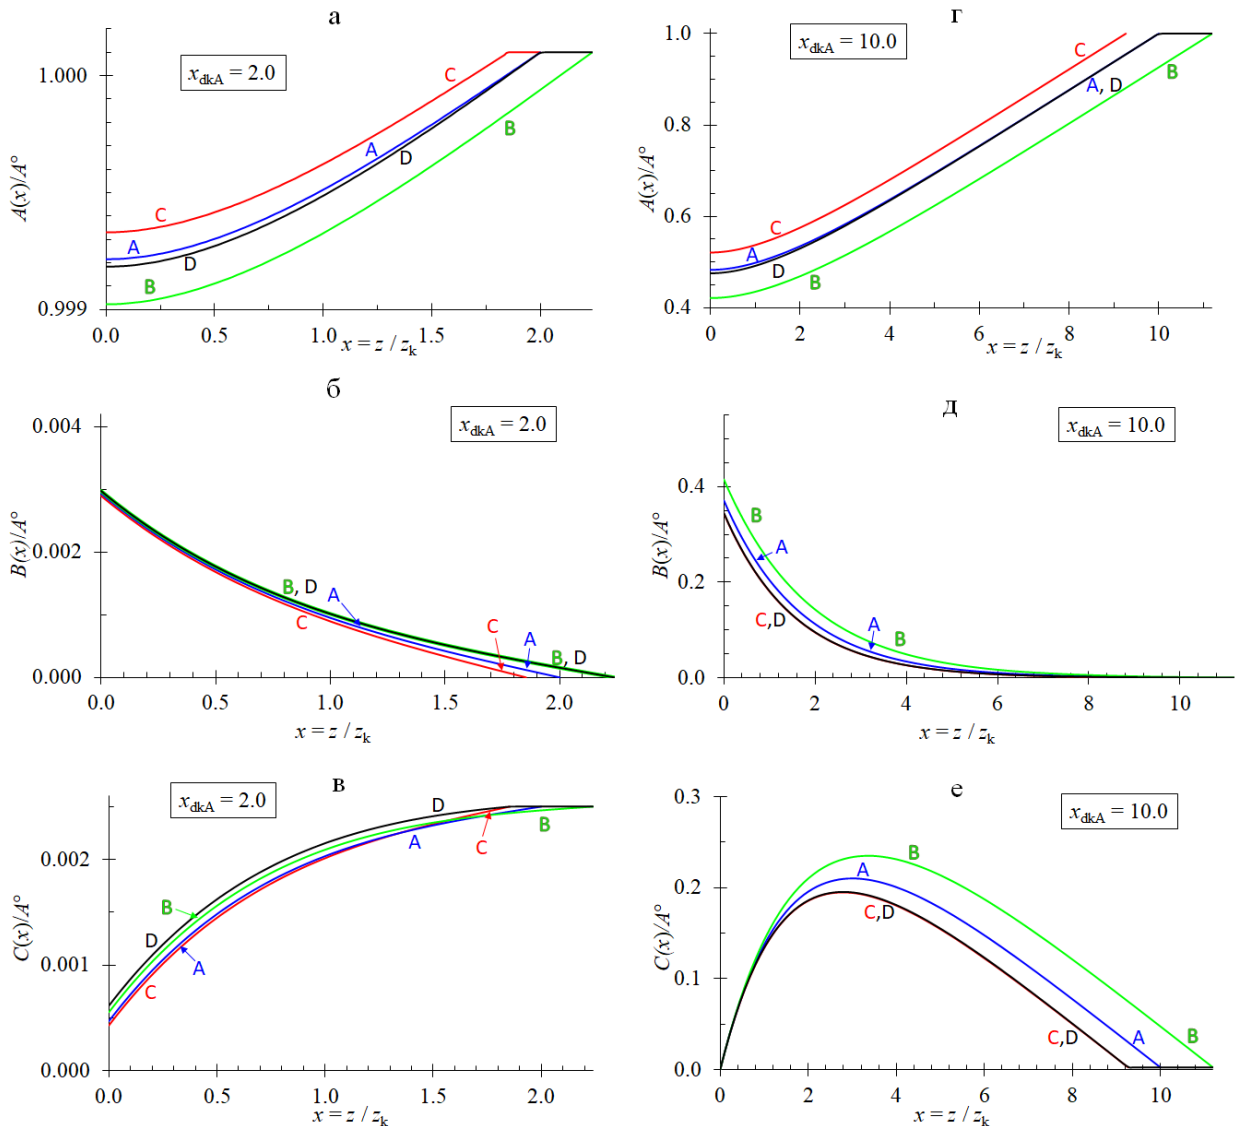 а
A(x)/A°
1.000
0.999
x_dkA = 2.0
C
C
A
A
D
D
B
B
0.0
0.5
1.0
1.5
2.0
x = z / z_k
г
A(x)/A°
1.0
0.8
0.6
0.4
x_dkA = 10.0
C
C
A, D
B
A
D
B
0
2
4
6
8
10
x = z / z_k
б
B(x)/A°
0.004
0.002
0.000
x_dkA = 2.0
B, D
A
C
C
A
B, D
0.0
0.5
1.0
1.5
2.0
x = z / z_k
д
B(x)/A°
0.4
0.2
0.0
x_dkA = 10.0
B
A
C,D
A
B
0
2
4
6
8
10
x = z / z_k
в
C(x)/A°
0.002
0.001
0.000
x_dkA = 2.0
D
B
A
C
B
D
A
C
0.0
0.5
1.0
1.5
2.0
x = z / z_k
е
C(x)/A°
0.3
0.2
0.1
0.0
x_dkA = 10.0
B
A
C,D
C,D
A
B
0
2
4
6
8
10
x = z / z_k